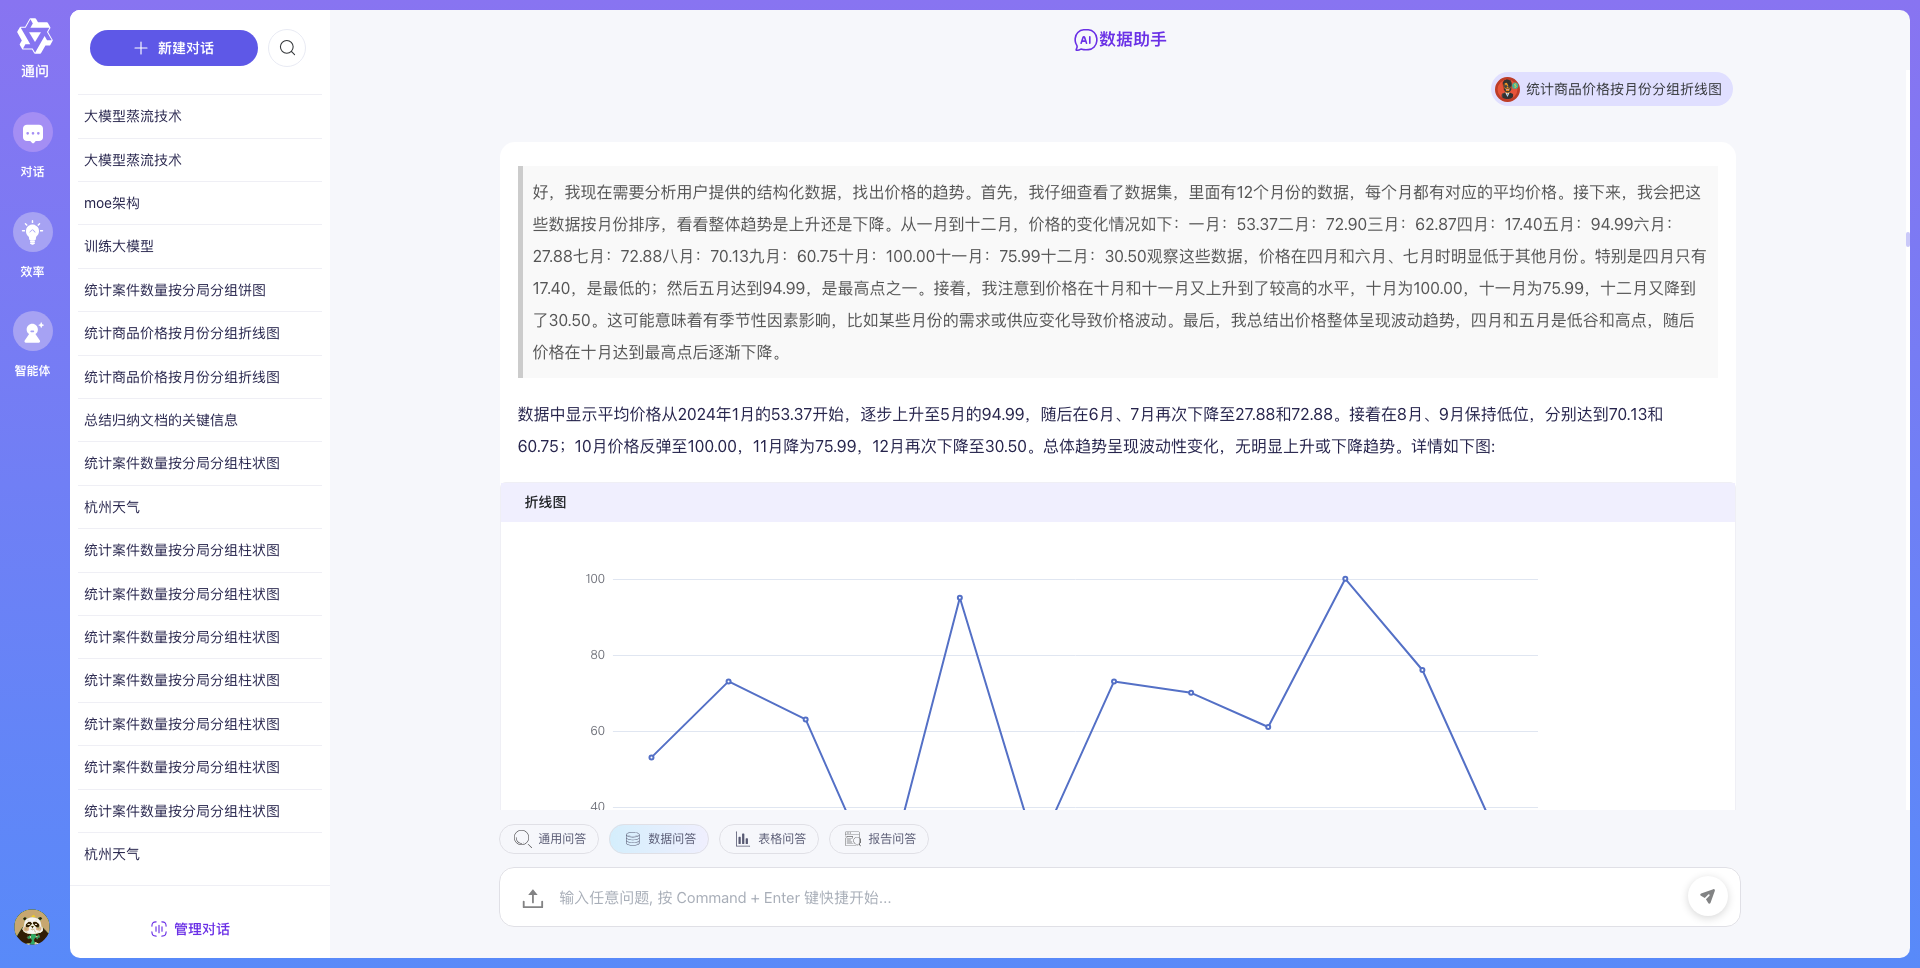 通问
对话
效率
智能体
新建对话
大模型蒸流技术
大模型蒸流技术
moe架构
训练大模型
统计案件数量按分局分组饼图
统计商品价格按月份分组折线图
统计商品价格按月份分组折线图
总结归纳文档的关键信息
统计案件数量按分局分组柱状图
杭州天气
统计案件数量按分局分组柱状图
统计案件数量按分局分组柱状图
统计案件数量按分局分组柱状图
统计案件数量按分局分组柱状图
统计案件数量按分局分组柱状图
统计案件数量按分局分组柱状图
统计案件数量按分局分组柱状图
杭州天气
管理对话
AI数据助手
统计商品价格按月份分组折线图
好，我现在需要分析用户提供的结构化数据，找出价格的趋势。首先，我仔细查看了数据集，里面有12个月份的数据，每个月都有对应的平均价格。接下来，我会把这
些数据按月份排序，看看整体趋势是上升还是下降。从一月到十二月，价格的变化情况如下：一月：53.37二月：72.90三月：62.87四月：17.40五月：94.99六月：
27.88七月：72.88八月：70.13九月：60.75十月：100.00十一月：75.99十二月：30.50观察这些数据，价格在四月和六月、七月时明显低于其他月份。特别是四月只有
17.40，是最低的；然后五月达到94.99，是最高点之一。接着，我注意到价格在十月和十一月又上升到了较高的水平，十月为100.00，十一月为75.99，十二月又降到
了30.50。这可能意味着有季节性因素影响，比如某些月份的需求或供应变化导致价格波动。最后，我总结出价格整体呈现波动趋势，四月和五月是低谷和高点，随后
价格在十月达到最高点后逐渐下降。
数据中显示平均价格从2024年1月的53.37开始，逐步上升至5月的94.99，随后在6月、7月再次下降至27.88和72.88。接着在8月、9月保持低位，分别达到70.13和
60.75；10月价格反弹至100.00，11月降为75.99，12月再次下降至30.50。总体趋势呈现波动性变化，无明显上升或下降趋势。详情如下图:
折线图
100
80
60
40
通用问答
数据问答
表格问答
报告问答
输入任意问题, 按 Command + Enter 键快捷开始...